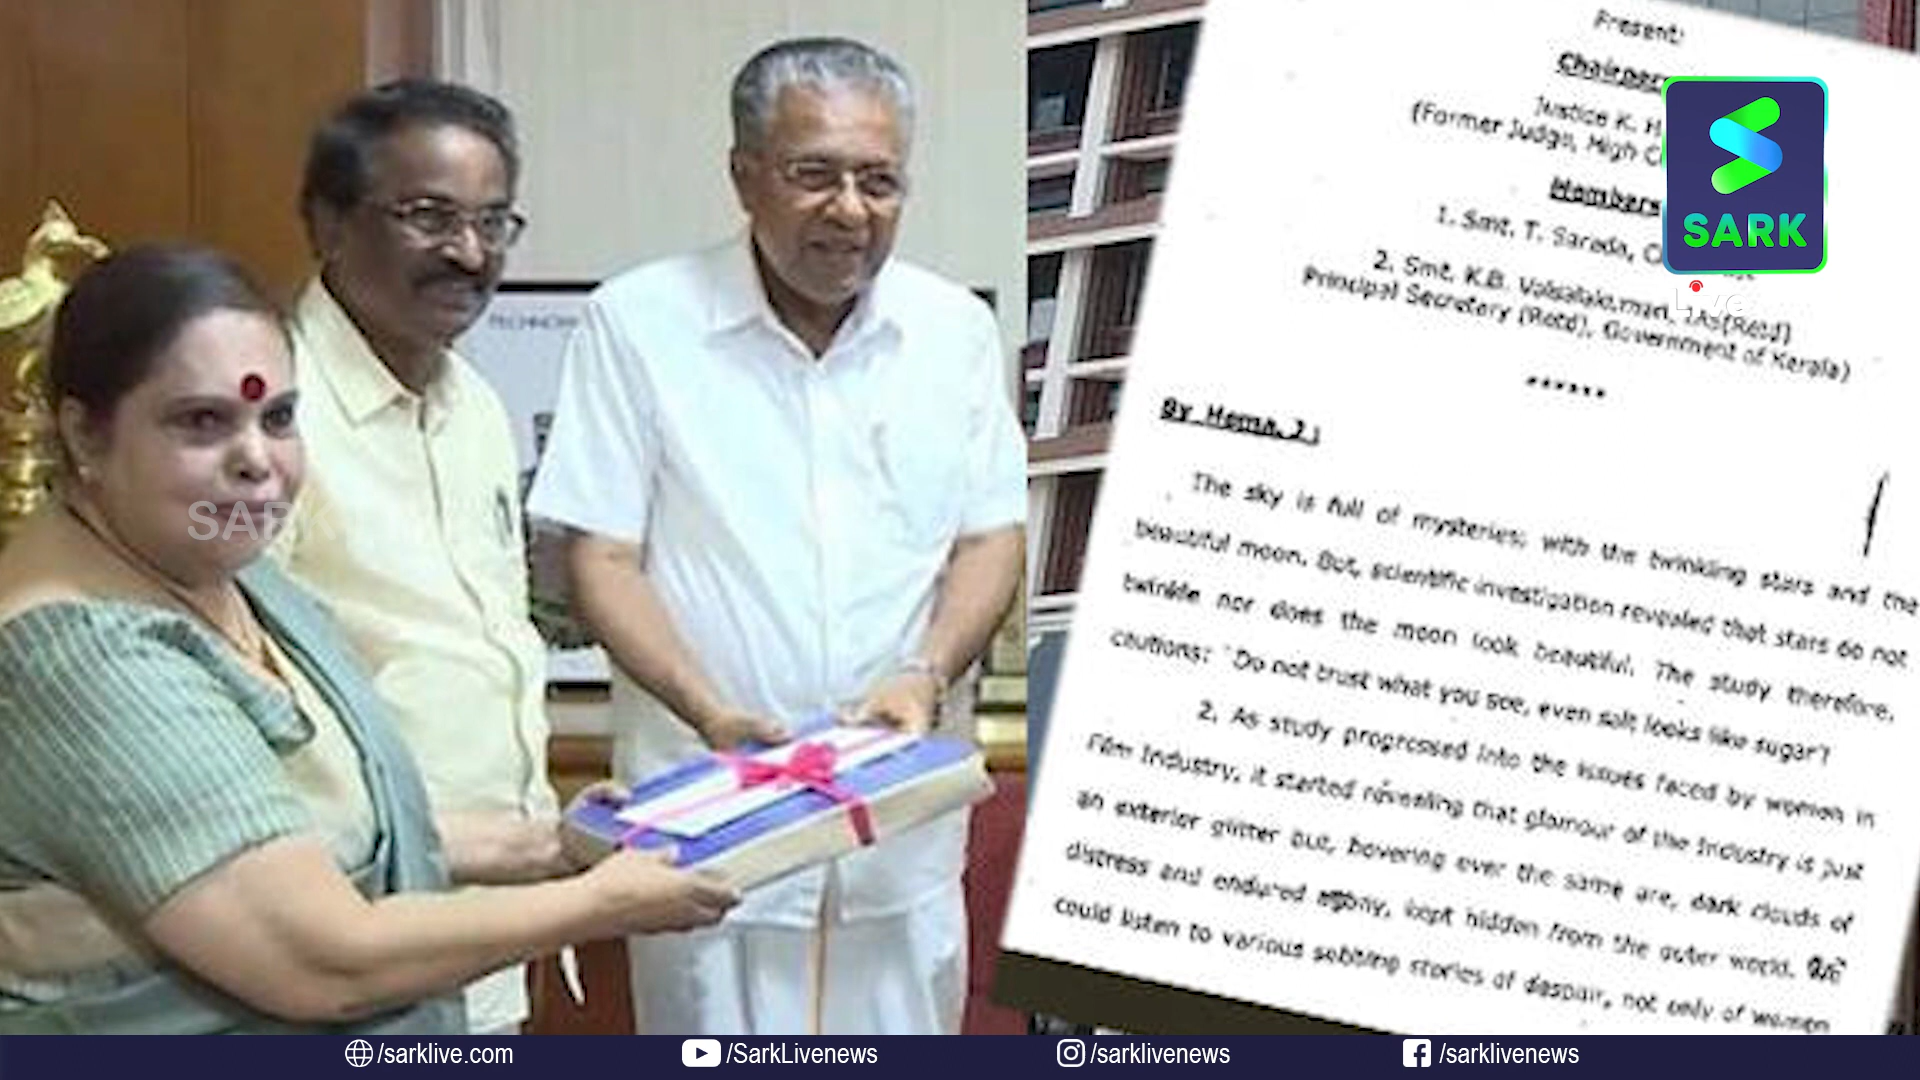 TECHNOP
SARK
Present:
Chairpers
Justice K. H
(Former Judge, High C
Members
1. Smt. T. Sarada, C
2. Smt. K.B. Valsalakumari, IAS(Retd)
Principal Secretary (Retd), Government of Kerala)
******
By Hema, J:
The sky is full of mysteries; with the twinkling stars and the
beautiful moon. But, scientific investigation revealed that stars do not
twinkle nor does the moon look beautiful. The study therefore,
cautions: 'Do not trust what you see, even salt looks like sugar'!
2. As study progressed into the issues faced by women in
Film Industry, it started revealing that glamour of the industry is just
an exterior glitter but, hovering over the same are, dark clouds of
distress and endured agony, kept hidden from the outer world. We
could listen to various sobbing stories of despair, not only of women
SARK
Live
/sarklive.com
/SarkLivenews
/sarklivenews
/sarklivenews